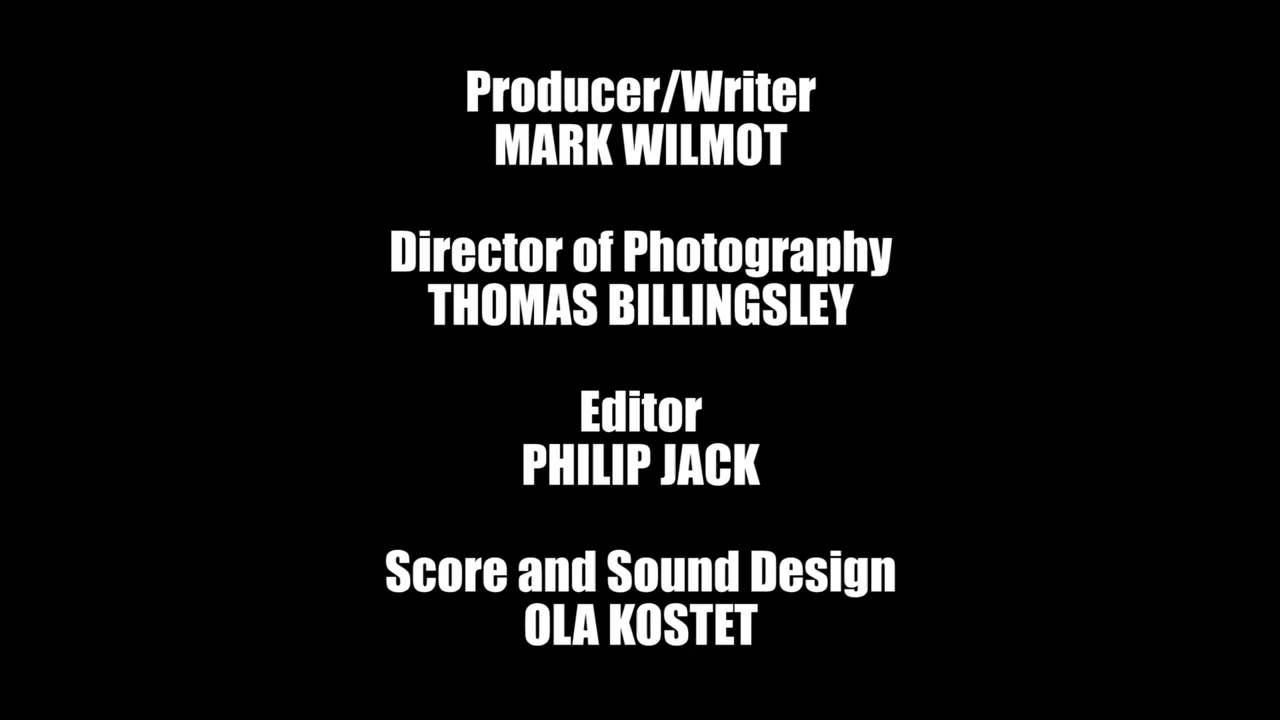 Producer/Writer
MARK WILMOT
Director of Photography
THOMAS BILLINGSLEY
Editor
PHILIP JACK
Score and Sound Design
OLA KOSTET